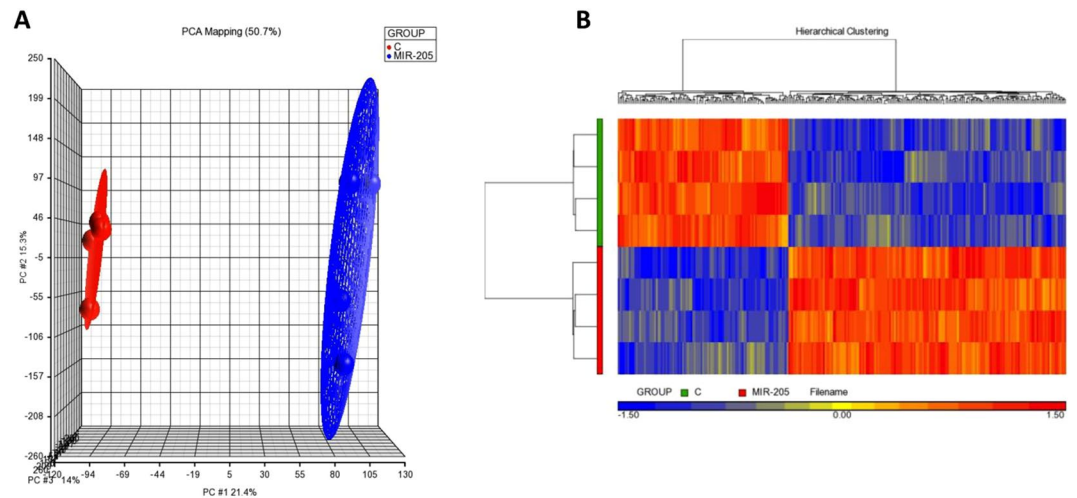 A
PCA Mapping (50.7%)
GROUP
C
MIR-205
250
199
148
97
46
-5
-55
-106
-157
-208
-260
PC #2 15.3%
PC #3 14%
-120 -94 -69 -44 -19 5 30 55 80 105 130
PC #1 21.4%
B
Hierarchical Clustering
GROUP C MIR-205 Filename
-1.50 0.00 1.50